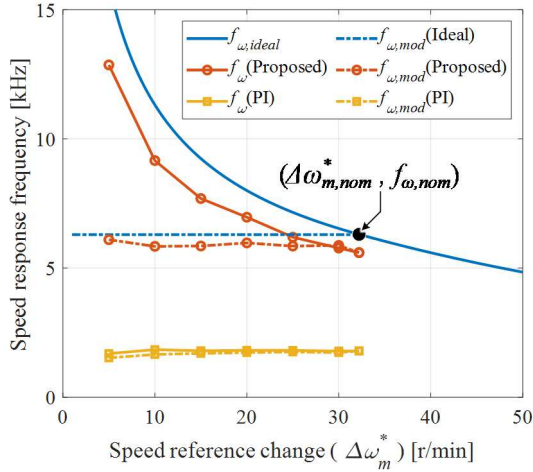 15
10
5
0
0
10
20
30
40
50
Speed response frequency [kHz]
Speed reference change ( Δω*m ) [r/min]
fω,ideal
fω(Proposed)
fω(PI)
fω,mod(Ideal)
fω,mod(Proposed)
fω,mod(PI)
(Δω*m,nom , fω,nom)